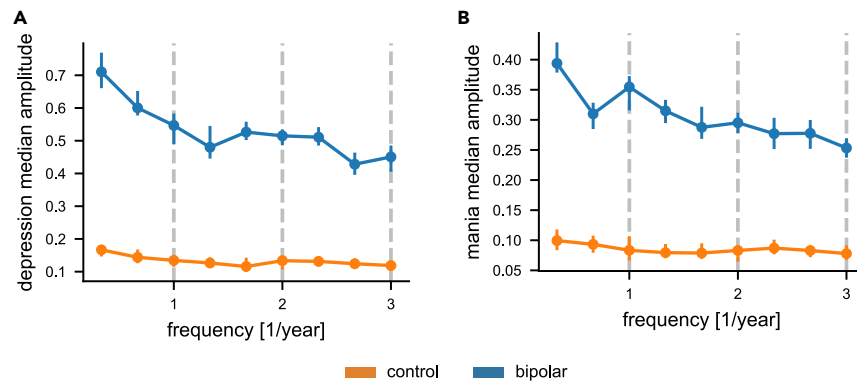 A
depression median amplitude
0.7
0.6
0.5
0.4
0.3
0.2
0.1
1 2 3
frequency [1/year]
B
mania median amplitude
0.40
0.35
0.30
0.25
0.20
0.15
0.10
0.05
1 2 3
frequency [1/year]
control bipolar